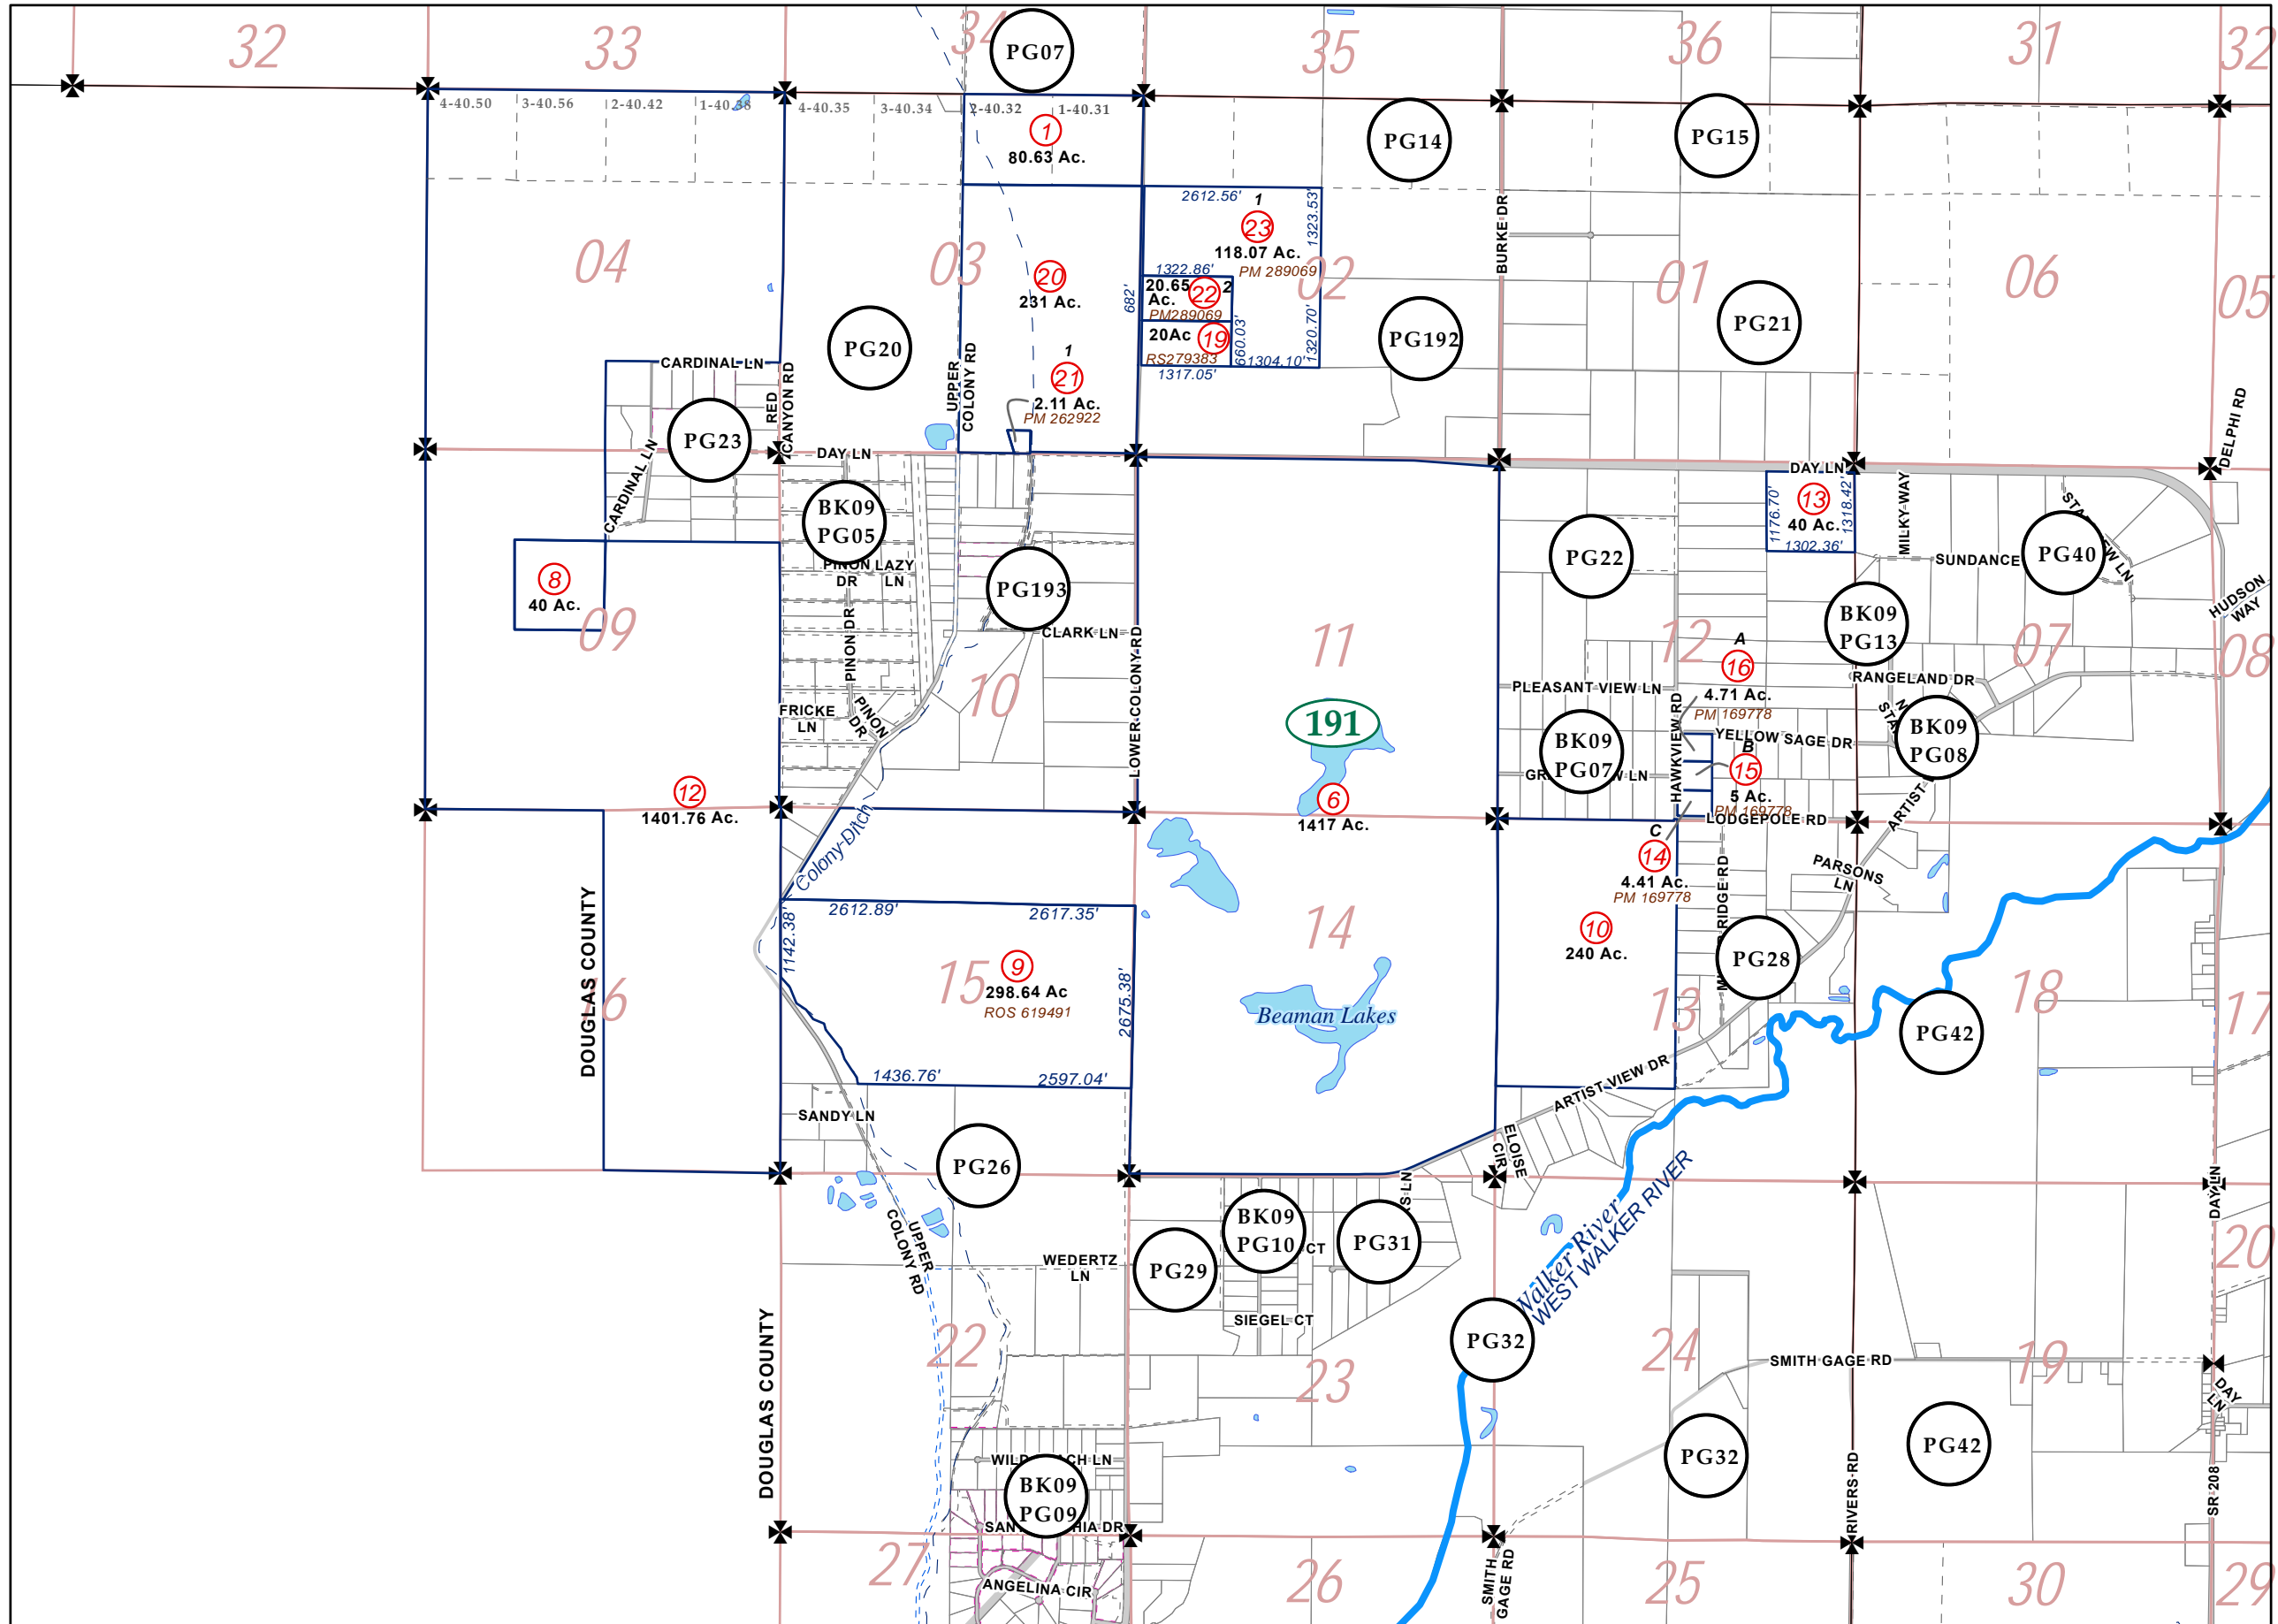 32
33
34
35
36
31
32
PG07
4-40.50
3-40.56
2-40.42
1-40.38
4-40.35
3-40.34
2-40.32
1-40.31
1
80.63 Ac.
PG14
PG15
04
03
02
01
06
05
2612.56'
1
23
118.07 Ac.
PM 289069
1323.53'
1322.86'
20.65
Ac.
22
2
PM289069
20Ac
19
RS279383
1317.05'
660.03'
1304.10'
1320.70'
682'
20
231 Ac.
1
21
2.11 Ac.
PM 262922
BURKE DR
PG20
PG192
PG21
CARDINAL LN
RED
CANYON RD
UPPER
COLONY RD
PG23
CARDINAL LN
DAY LN
DAY LN
DELPHI RD
BK09
PG05
PINON LAZY
DR
LN
PINON DR
PG193
CLARK LN
LOWER COLONY RD
8
40 Ac.
09
10
11
12
07
08
FRICKE
LN
PINON
DR
PG22
13
40 Ac.
1176.70'
1318.42'
1302.36'
MILKY WAY
SUNDANCE
PG40
HUDSON
WAY
BK09
PG13
RANGELAND DR
BK09
PG08
191
6
1417 Ac.
PLEASANT VIEW LN
BK09
PG07
HAWKVIEW RD
A
16
4.71 Ac.
PM 169778
YELLOW SAGE DR
B
15
5 Ac.
PM 169778
LODGEPOLE RD
C
14
4.41 Ac.
PM 169778
10
240 Ac.
ARTIST
PARSONS
LN
12
1401.76 Ac.
DOUGLAS COUNTY
Colony Ditch
2612.89'
2617.35'
1142.38'
9
298.64 Ac
ROS 619491
2675.38'
1436.76'
2597.04'
16
15
14
13
18
17
Beaman Lakes
RIDGE RD
PG28
PG42
ARTIST VIEW DR
SANDY LN
PG26
UPPER
COLONY RD
WEDERTZ
LN
PG29
BK09
PG10
CT
PG31
SIEGEL CT
ELOISE
CIR
Walker River
WEST WALKER RIVER
PG32
DAY LN
20
22
23
24
19
SMITH GAGE RD
DAY
LN
DOUGLAS COUNTY
PG32
PG42
BK09
PG09
ANGELINA CIR
RIVERS RD
SR 208
SMITH
GAGE RD
27
26
25
30
29